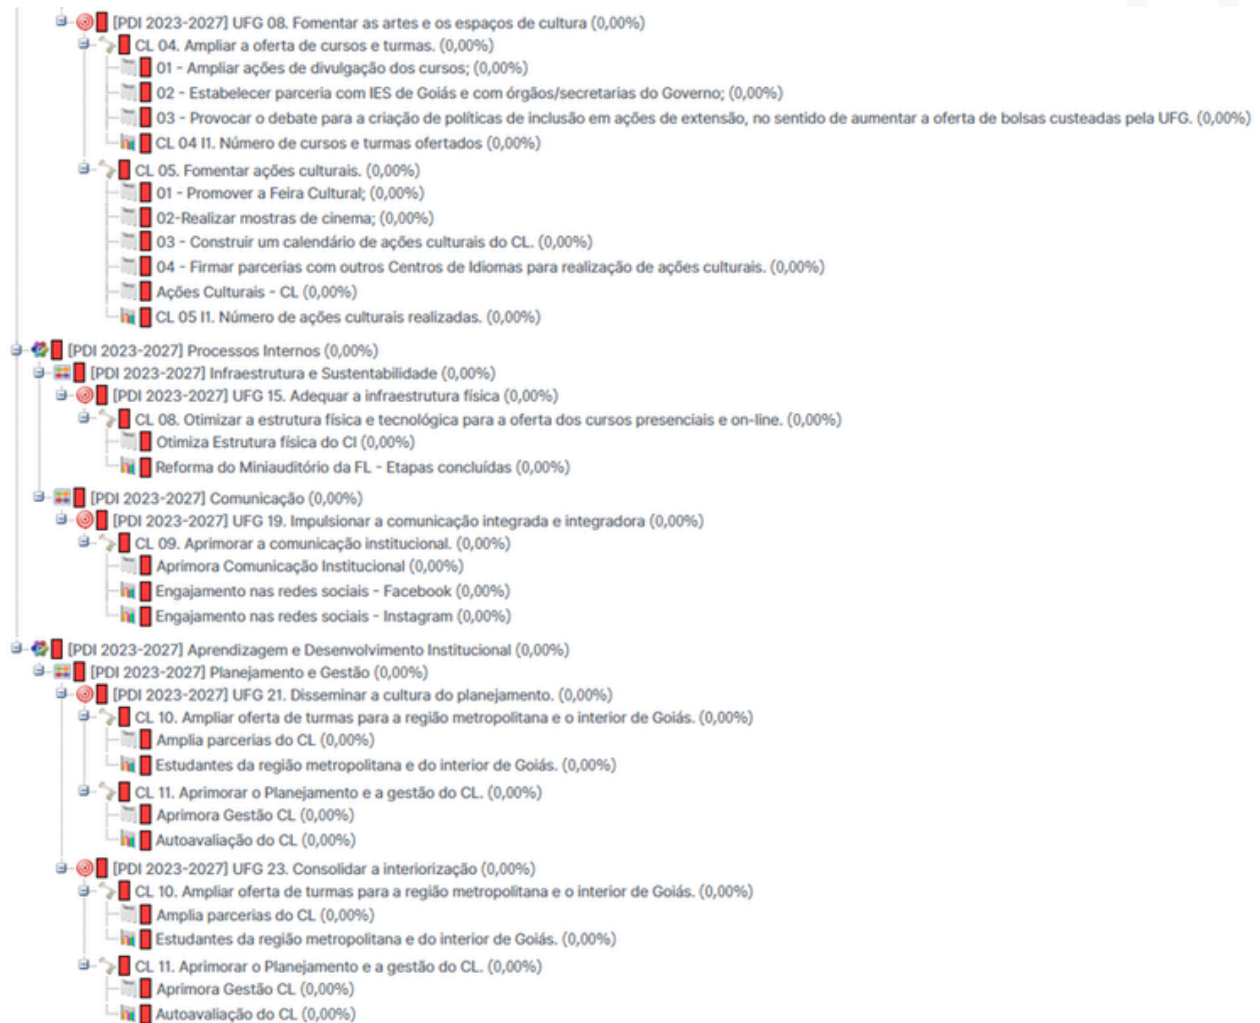 [PDI 2023-2027] UFG 08. Fomentar as artes e os espaços de cultura (0,00%)
CL 04. Ampliar a oferta de cursos e turmas. (0,00%)
01 - Ampliar ações de divulgação dos cursos; (0,00%)
02 - Estabelecer parceria com IES de Goiás e com órgãos/secretarias do Governo; (0,00%)
03 - Provocar o debate para a criação de políticas de inclusão em ações de extensão, no sentido de aumentar a oferta de bolsas custeadas pela UFG. (0,00%)
CL 04 I1. Número de cursos e turmas ofertados (0,00%)
CL 05. Fomentar ações culturais. (0,00%)
01 - Promover a Feira Cultural; (0,00%)
02-Realizar mostras de cinema; (0,00%)
03 - Construir um calendário de ações culturais do CL. (0,00%)
04 - Firmar parcerias com outros Centros de Idiomas para realização de ações culturais. (0,00%)
Ações Culturais - CL (0,00%)
CL 05 I1. Número de ações culturais realizadas. (0,00%)
[PDI 2023-2027] Processos Internos (0,00%)
[PDI 2023-2027] Infraestrutura e Sustentabilidade (0,00%)
[PDI 2023-2027] UFG 15. Adequar a infraestrutura física (0,00%)
CL 08. Otimizar a estrutura física e tecnológica para a oferta dos cursos presenciais e on-line. (0,00%)
Otimiza Estrutura física do CI (0,00%)
Reforma do Miniauditório da FL - Etapas concluídas (0,00%)
[PDI 2023-2027] Comunicação (0,00%)
[PDI 2023-2027] UFG 19. Impulsionar a comunicação integrada e integradora (0,00%)
CL 09. Aprimorar a comunicação institucional. (0,00%)
Aprimora Comunicação Institucional (0,00%)
Engajamento nas redes sociais - Facebook (0,00%)
Engajamento nas redes sociais - Instagram (0,00%)
[PDI 2023-2027] Aprendizagem e Desenvolvimento Institucional (0,00%)
[PDI 2023-2027] Planejamento e Gestão (0,00%)
[PDI 2023-2027] UFG 21. Disseminar a cultura do planejamento. (0,00%)
CL 10. Ampliar oferta de turmas para a região metropolitana e o interior de Goiás. (0,00%)
Amplia parcerias do CL (0,00%)
Estudantes da região metropolitana e do interior de Goiás. (0,00%)
CL 11. Aprimorar o Planejamento e a gestão do CL. (0,00%)
Aprimora Gestão CL (0,00%)
Autoavaliação do CL (0,00%)
[PDI 2023-2027] UFG 23. Consolidar a interiorização (0,00%)
CL 10. Ampliar oferta de turmas para a região metropolitana e o interior de Goiás. (0,00%)
Amplia parcerias do CL (0,00%)
Estudantes da região metropolitana e do interior de Goiás. (0,00%)
CL 11. Aprimorar o Planejamento e a gestão do CL. (0,00%)
Aprimora Gestão CL (0,00%)
Autoavaliação do CL (0,00%)